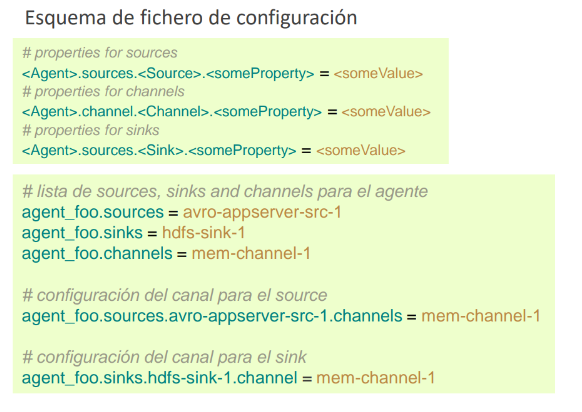 Esquema de fichero de configuración
# properties for sources
<Agent>.sources.<Source>.<someProperty> = <someValue>
# properties for channels
<Agent>.channel.<Channel>.<someProperty> = <someValue>
# properties for sinks
<Agent>.sources.<Sink>.<someProperty> = <someValue>
# lista de sources, sinks and channels para el agente
agent_foo.sources = avro-appserver-src-1
agent_foo.sinks = hdfs-sink-1
agent_foo.channels = mem-channel-1
# configuración del canal para el source
agent_foo.sources.avro-appserver-src-1.channels = mem-channel-1
# configuración del canal para el sink
agent_foo.sinks.hdfs-sink-1.channel = mem-channel-1